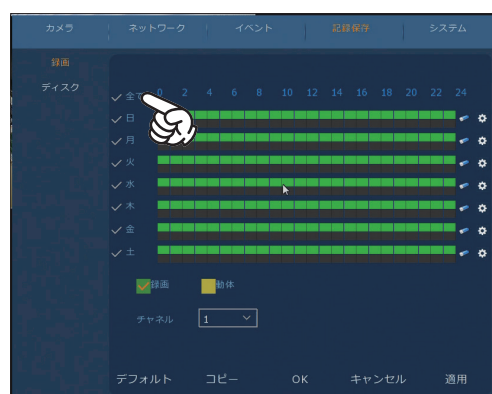 カメラ ネットワーク イベント 記録保存 システム
録画
ディスク
全て 0 2 4 6 8 10 12 14 16 18 20 22 24
日
月
火
水
木
金
土
録画 動体
チャネル 1
デフォルト コピー OK キャンセル 適用